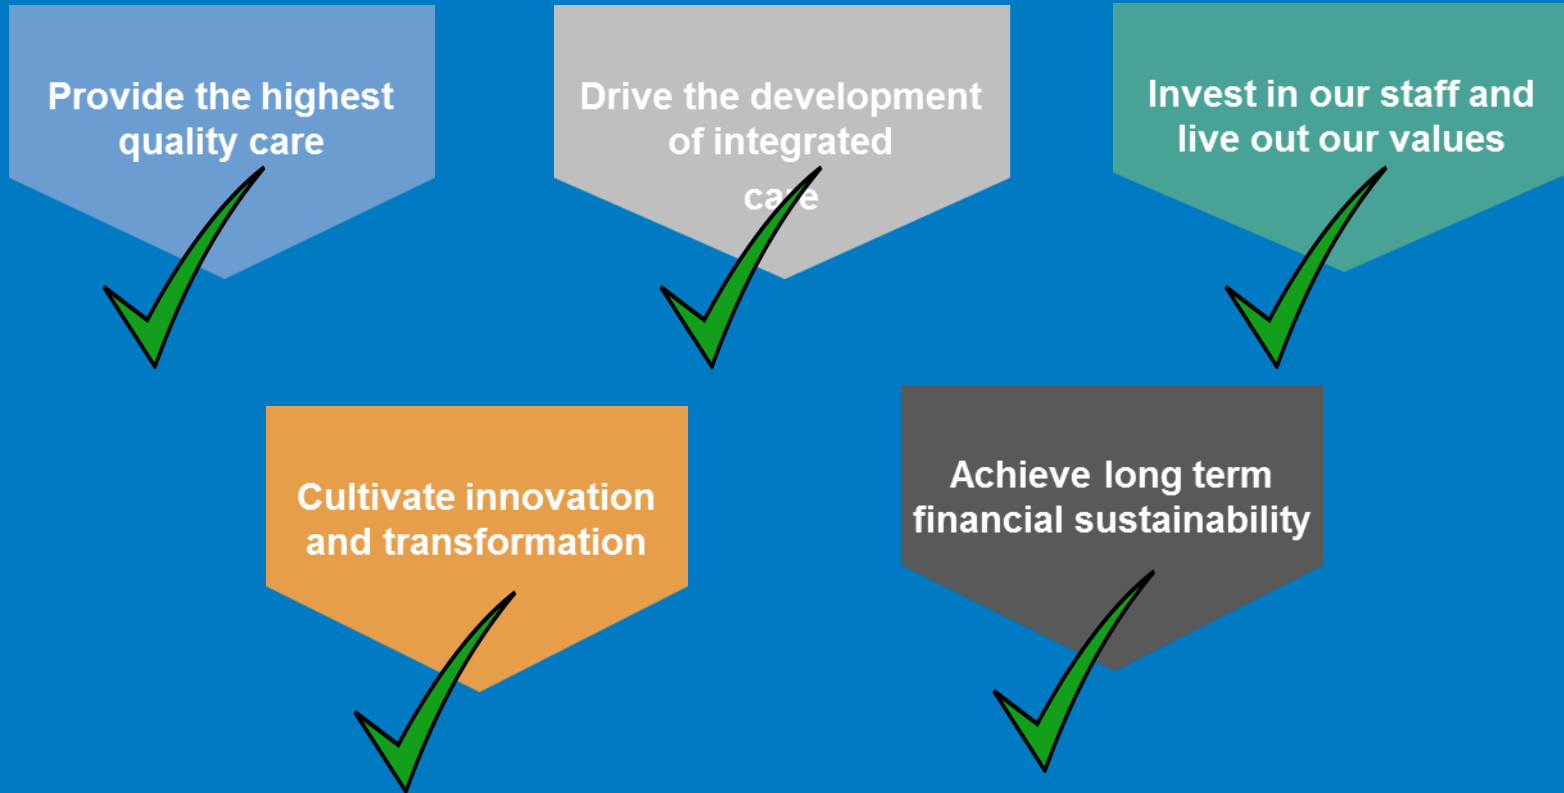 Provide the highest
quality care
Drive the development
of integrated
care
Invest in our staff and
live out our values
Cultivate innovation
and transformation
Achieve long term
financial sustainability